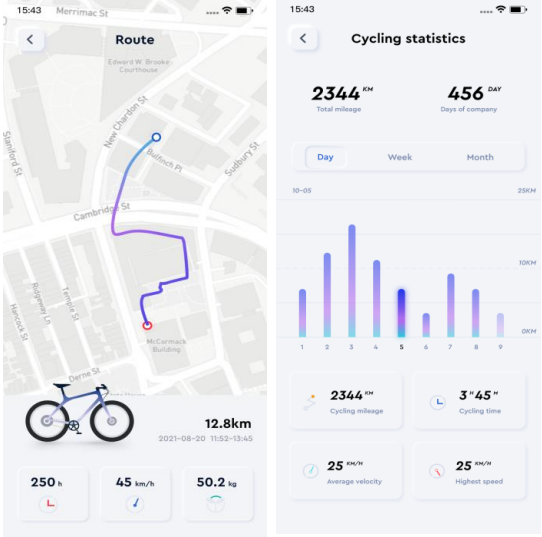 15:43
Merrimac St
Route
Edward W. Brooke
Courthouse
New Chardon St
Staniford St
Bulfinch Pl
Sudbury St
Cambridge St
Ridgeway Ln
Temple St
Hancock St
McCormack
Building
Derne St
12.8km
2021-08-20 11:52-13:45
250 h
45 km/h
50.2 kg
15:43
Cycling statistics
2344 KM
Total mileage
456 DAY
Days of company
Day Week Month
10-05 25KM
10KM
0KM
1 2 3 4 5 6 7 8 9
2344 KM
Cycling mileage
3 H 45 M
Cycling time
25 KM/H
Average velocity
25 KM/H
Highest speed